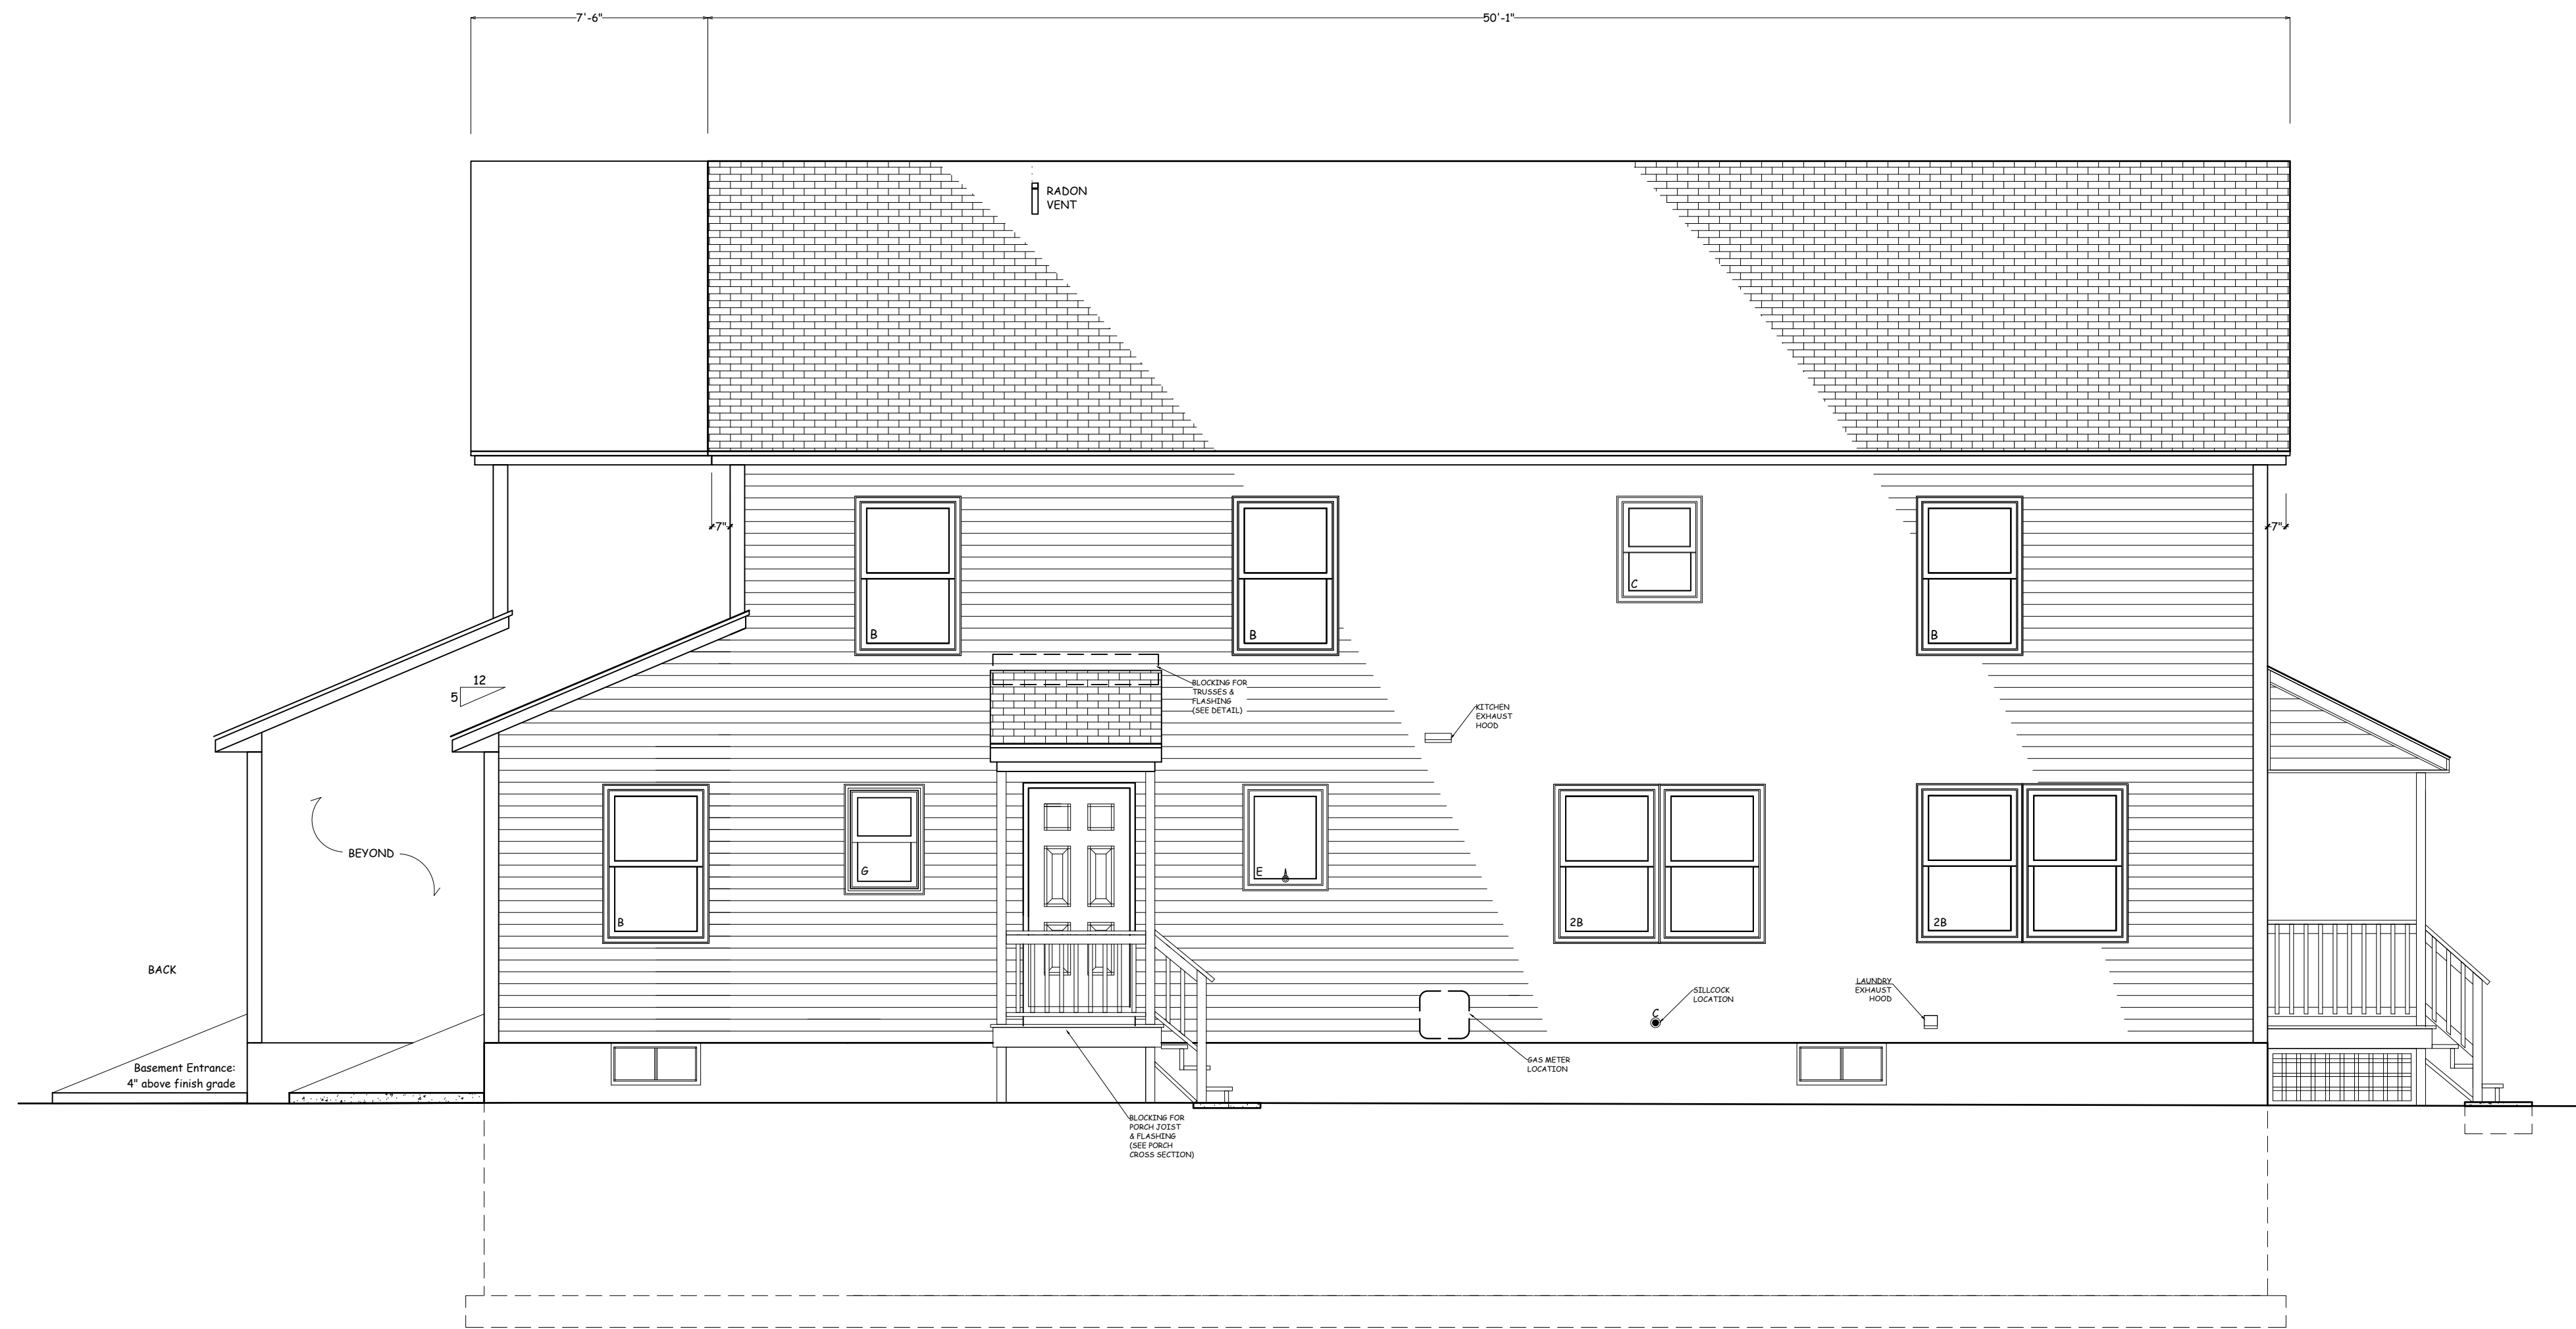 7'-6"
50'-1"
RADON
VENT
7"
7"
B
B
C
B
12
5
BLOCKING FOR
TRUSSES &
FLASHING
(SEE DETAIL)
KITCHEN
EXHAUST
HOOD
BEYOND
B
G
E
2B
2B
BACK
SILLCOCK
LOCATION
C
LAUNDRY
EXHAUST
HOOD
GAS METER
LOCATION
Basement Entrance:
4" above finish grade
BLOCKING FOR
PORCH JOIST
& FLASHING
(SEE PORCH
CROSS SECTION)